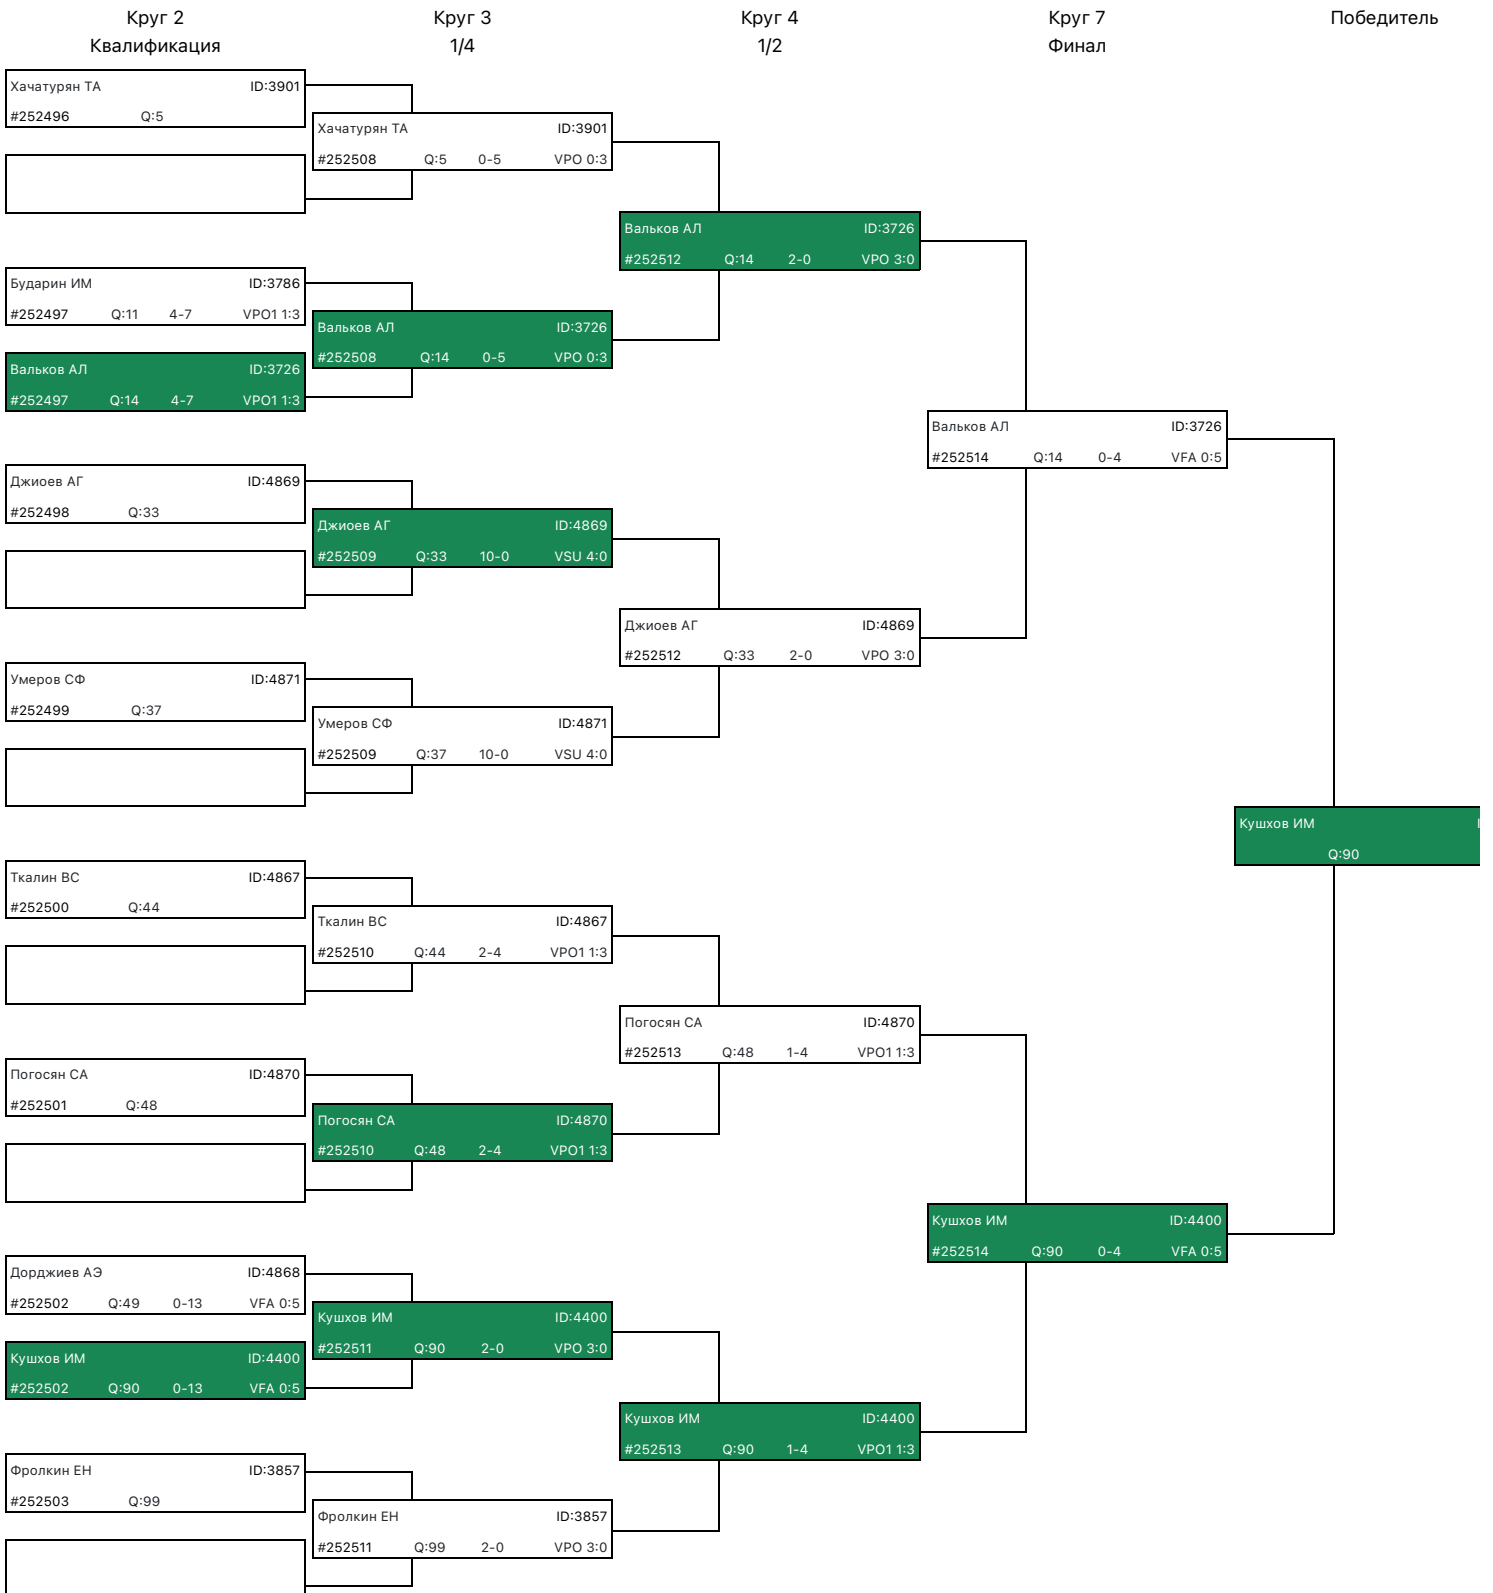 Круг 2 Круг 3 Круг 4 Круг 7 Победитель
Квалификация 1/4 1/2 Финал
Хачатурян ТА ID:3901
#252496 Q:5
Бударин ИМ ID:3786
#252497 Q:11 4-7 VPO1 1:3
Вальков АЛ ID:3726
#252497 Q:14 4-7 VPO1 1:3
Джиоев АГ ID:4869
#252498 Q:33
Умеров СФ ID:4871
#252499 Q:37
Ткалин ВС ID:4867
#252500 Q:44
Погосян СА ID:4870
#252501 Q:48
Дорджиев АЭ ID:4868
#252502 Q:49 0-13 VFA 0:5
Кушхов ИМ ID:4400
#252502 Q:90 0-13 VFA 0:5
Фролкин ЕН ID:3857
#252503 Q:99
Хачатурян ТА ID:3901
#252508 Q:5 0-5 VPO 0:3
Вальков АЛ ID:3726
#252508 Q:14 0-5 VPO 0:3
Джиоев АГ ID:4869
#252509 Q:33 10-0 VSU 4:0
Умеров СФ ID:4871
#252509 Q:37 10-0 VSU 4:0
Ткалин ВС ID:4867
#252510 Q:44 2-4 VPO1 1:3
Погосян СА ID:4870
#252510 Q:48 2-4 VPO1 1:3
Кушхов ИМ ID:4400
#252511 Q:90 2-0 VPO 3:0
Фролкин ЕН ID:3857
#252511 Q:99 2-0 VPO 3:0
Вальков АЛ ID:3726
#252512 Q:14 2-0 VPO 3:0
Джиоев АГ ID:4869
#252512 Q:33 2-0 VPO 3:0
Погосян СА ID:4870
#252513 Q:48 1-4 VPO1 1:3
Кушхов ИМ ID:4400
#252513 Q:90 1-4 VPO1 1:3
Вальков АЛ ID:3726
#252514 Q:14 0-4 VFA 0:5
Кушхов ИМ ID:4400
#252514 Q:90 0-4 VFA 0:5
Кушхов ИМ
Q:90